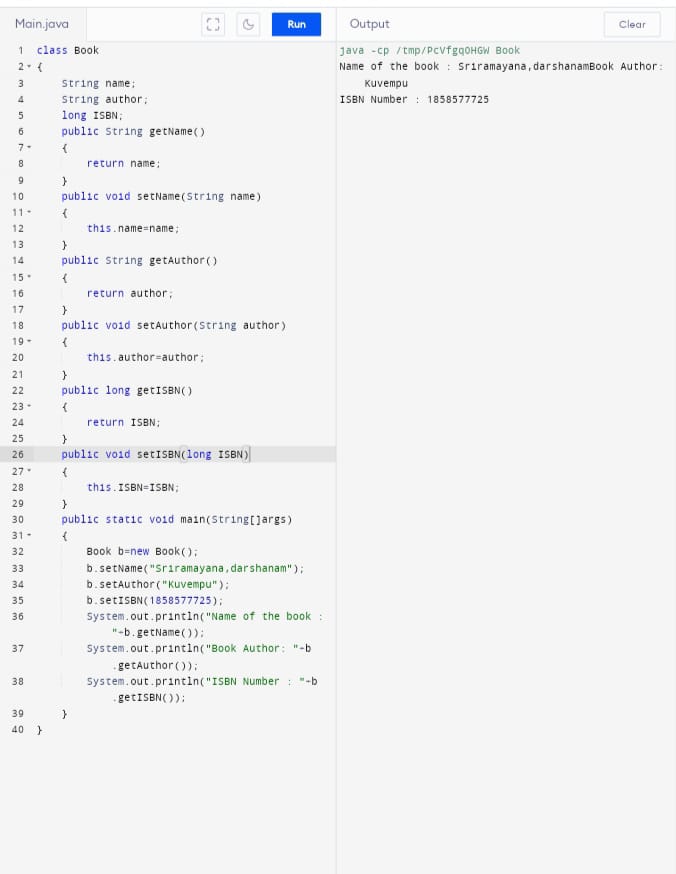 Main.java
Run
Output
Clear
1 class Book
2 {
3 String name;
4 String author;
5 long ISBN;
6 public String getName()
7 {
8 return name;
9 }
10 public void setName(String name)
11 {
12 this.name=name;
13 }
14 public String getAuthor()
15 {
16 return author;
17 }
18 public void setAuthor(String author)
19 {
20 this.author=author;
21 }
22 public long getISBN()
23 {
24 return ISBN;
25 }
26 public void setISBN(long ISBN)
27 {
28 this.ISBN=ISBN;
29 }
30 public static void main(String[]args)
31 {
32 Book b=new Book();
33 b.setName("Sriramayana,darshanam");
34 b.setAuthor("Kuvempu");
35 b.setISBN(1858577725);
36 System.out.println("Name of the book :
"+b.getName());
37 System.out.println("Book Author: "+b
.getAuthor());
38 System.out.println("ISBN Number : "+b
.getISBN());
39 }
40 }
java -cp /tmp/PcVfgqOHGW Book
Name of the book : Sriramayana,darshanamBook Author:
Kuvempu
ISBN Number : 1858577725